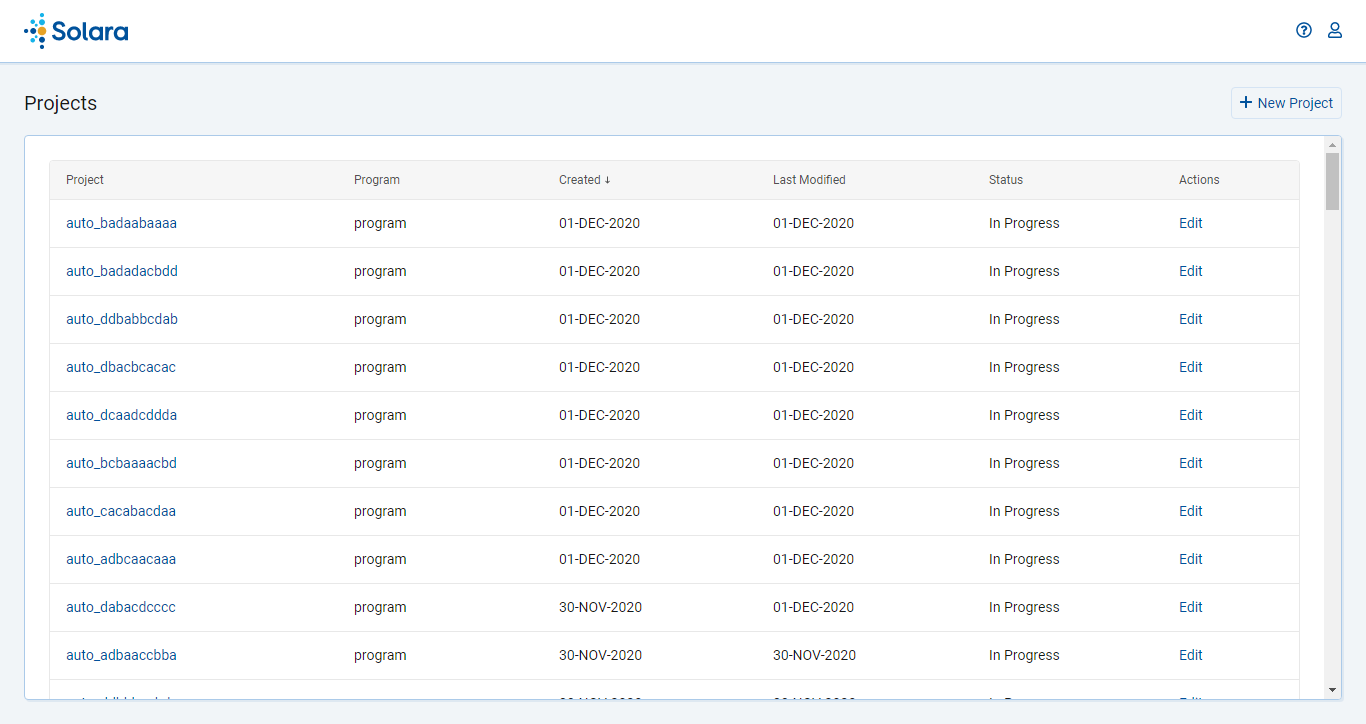 Solara
Projects
+ New Project
Project Program Created ↓ Last Modified Status Actions
auto_badaabaaaa program 01-DEC-2020 01-DEC-2020 In Progress Edit
auto_badadacbdd program 01-DEC-2020 01-DEC-2020 In Progress Edit
auto_ddbabbcdab program 01-DEC-2020 01-DEC-2020 In Progress Edit
auto_dbacbcacac program 01-DEC-2020 01-DEC-2020 In Progress Edit
auto_dcaadcddda program 01-DEC-2020 01-DEC-2020 In Progress Edit
auto_bcbaaaacbd program 01-DEC-2020 01-DEC-2020 In Progress Edit
auto_cacabacdaa program 01-DEC-2020 01-DEC-2020 In Progress Edit
auto_adbcaacaaa program 01-DEC-2020 01-DEC-2020 In Progress Edit
auto_dabacdcccc program 30-NOV-2020 01-DEC-2020 In Progress Edit
auto_adbaaccbba program 30-NOV-2020 30-NOV-2020 In Progress Edit